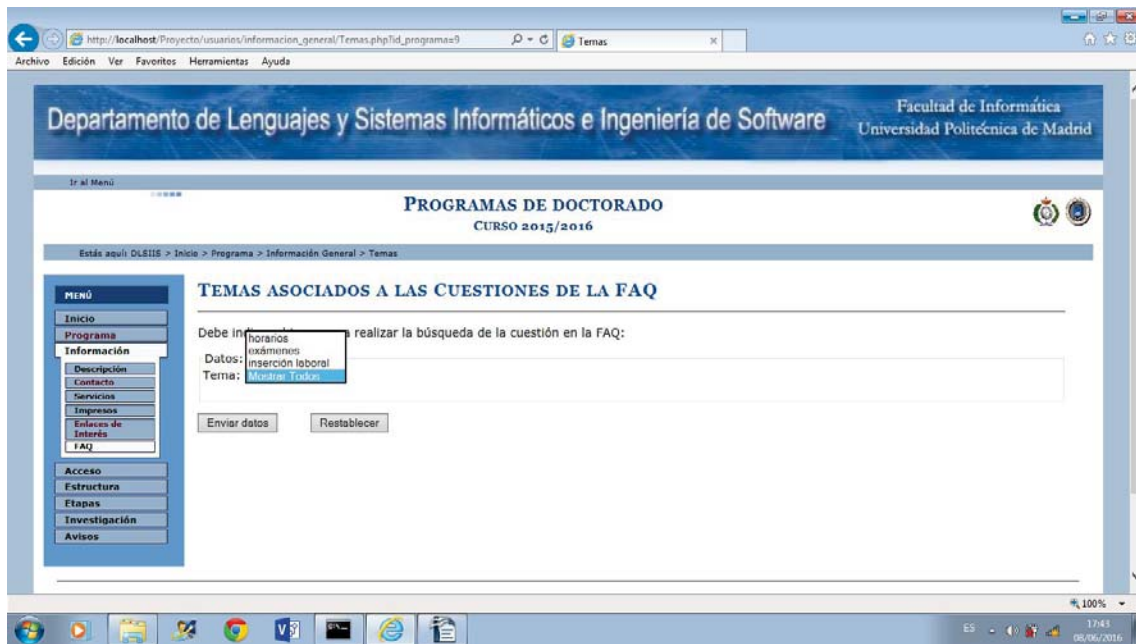 http://localhost/Proyecto/usuarios/informacion_general/Temas.php?id_programa=9
Temas
Archivo Edición Ver Favoritos Herramientas Ayuda
Departamento de Lenguajes y Sistemas Informáticos e Ingeniería de Software
Facultad de Informática
Universidad Politécnica de Madrid
Ir al Menú
PROGRAMAS DE DOCTORADO
CURSO 2015/2016
Estás aquí: DLSIIS > Inicio > Programa > Información General > Temas
MENÚ
Inicio
Programa
Información
Descripción
Contacto
Servicios
Impresos
Enlaces de
Interés
FAQ
Acceso
Estructura
Etapas
Investigación
Avisos
TEMAS ASOCIADOS A LAS CUESTIONES DE LA FAQ
Debe in a realizar la búsqueda de la cuestión en la FAQ:
horarios
exámenes
Datos: inserción laboral
Tema: Mostrar Todos
Enviar datos Restablecer
100%
ES 17:43
08/06/2016